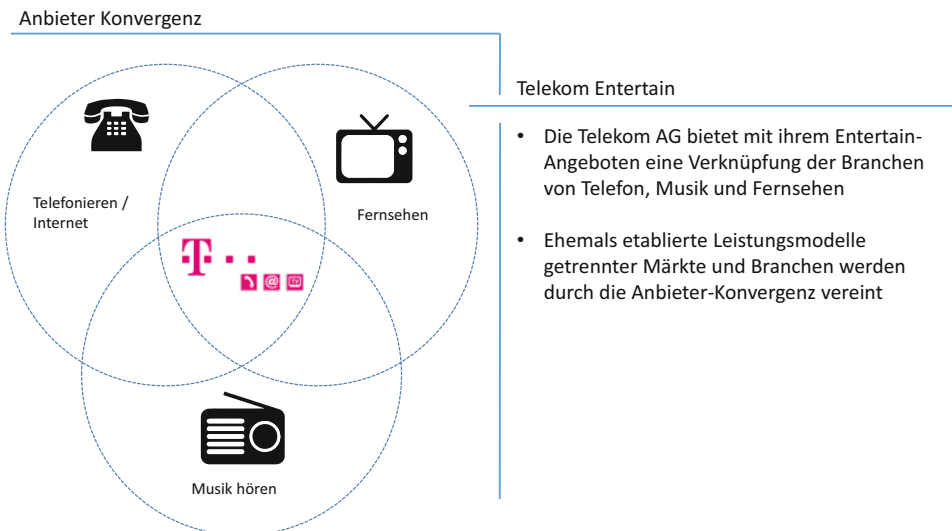 Anbieter Konvergenz
Telefonieren /
Internet
Fernsehen
T
@
TV
Musik hören
Telekom Entertain
• Die Telekom AG bietet mit ihrem Entertain-
Angeboten eine Verknüpfung der Branchen
von Telefon, Musik und Fernsehen
• Ehemals etablierte Leistungsmodelle
getrennter Märkte und Branchen werden
durch die Anbieter-Konvergenz vereint